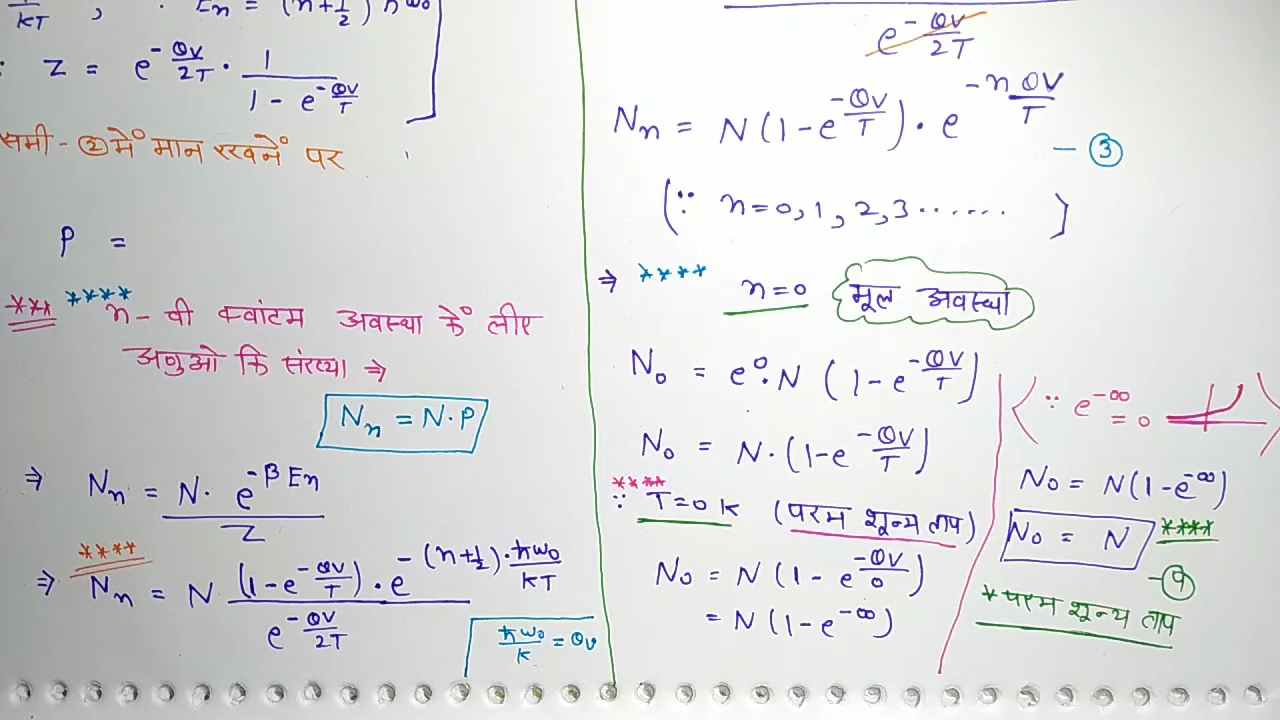 kT , Eₙ = (n+1/2) ħω₀
∵ Z = e^(-θv/2T) · 1/(1 - e^(-θv/T))
समी - ② में मान रखनें पर
P =
*** **** n - वी क्वांटम अवस्था कें लीए
अनुओ कि संख्या ⇒
Nₙ = N·P
⇒ Nₙ = N · e^(-βEn)/Z
****
⇒ Nₙ = N (1-e^(-θv/T)) · e^(-(n+1/2)·ħω₀/kT) / e^(-θv/2T)
ħω₀/k = θv
e^(-θv/2T)
Nₙ = N(1-e^(-θv/T)) · e^(-nθv/T) - ③
(∵ n=0,1,2,3...... )
⇒ **** n=0 मूल अवस्था
N₀ = e⁰·N (1-e^(-θv/T))
N₀ = N·(1-e^(-θv/T))
****
∵ T=0 k (परम शून्य ताप)
N₀ = N(1-e^(-θv/0))
= N(1-e^(-∞))
∵ e^(-∞) = 0
N₀ = N(1-e^(-∞))
N₀ = N ****
- ९
* परम शून्य ताप